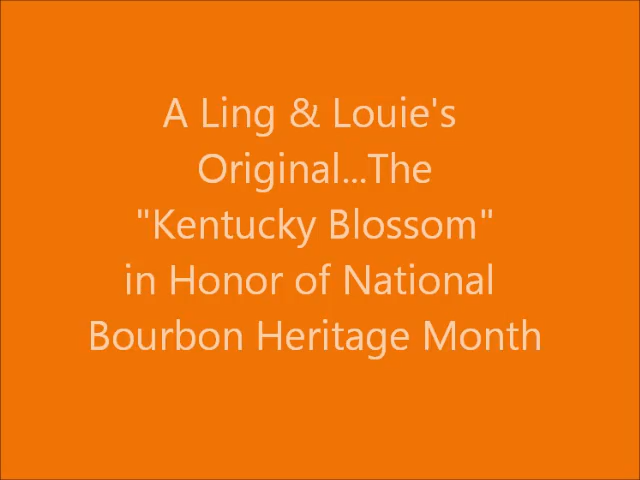 A Ling & Louie's
Original...The
"Kentucky Blossom"
in Honor of National
Bourbon Heritage Month